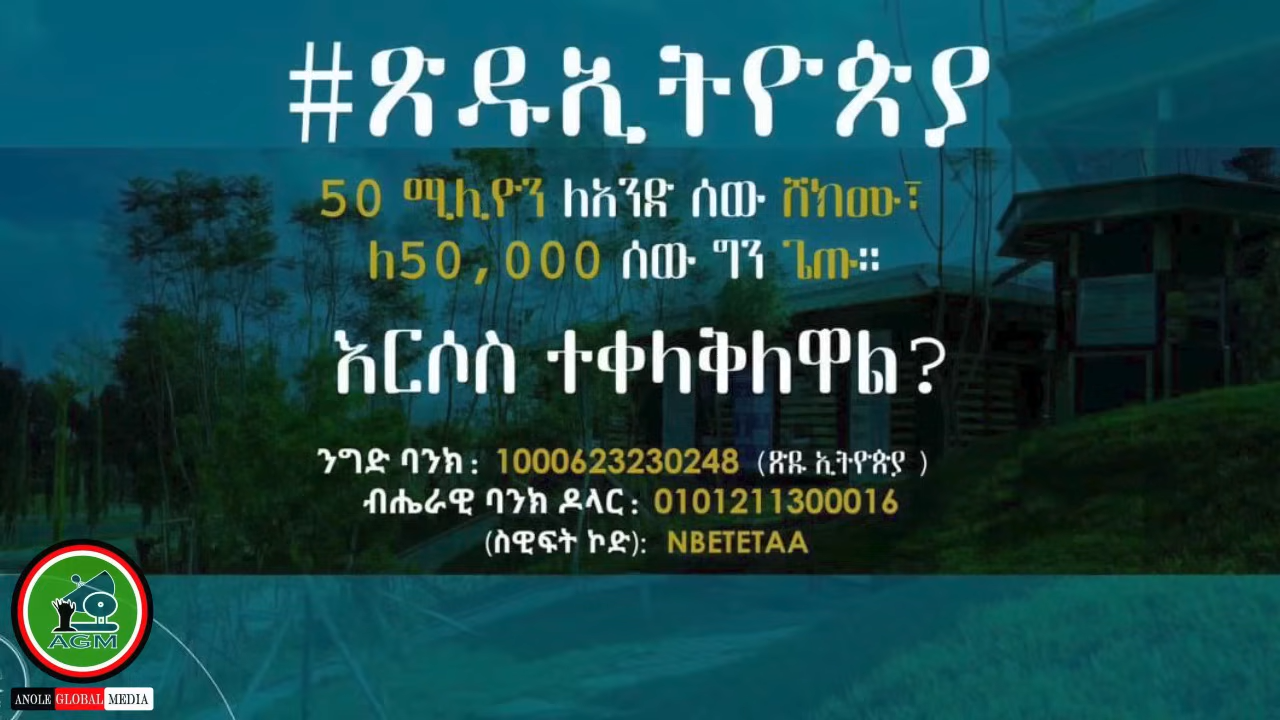 #ጽዱኢትዮጵያ
50 ሚሊዮን ለአንድ ሰው ሸክሙ፤
ለ50,000 ሰው ግን ጌጡ።
እርሶስ ተቀላቅለዋል?
ንግድ ባንክ: 1000623230248 (ጽዱ ኢትዮጵያ )
ብሔራዊ ባንክ ዶላር: 0101211300016
(ስዊፍት ኮድ): NBETETAA
AGM
ANOLE GLOBAL MEDIA